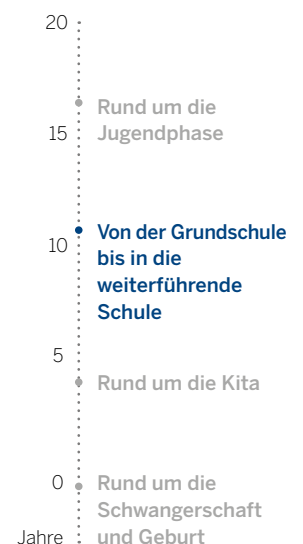 20
Rund um die
15 Jugendphase
Von der Grundschule
10 bis in die
weiterführende
Schule
5
Rund um die Kita
0 Rund um die
Schwangerschaft
Jahre und Geburt